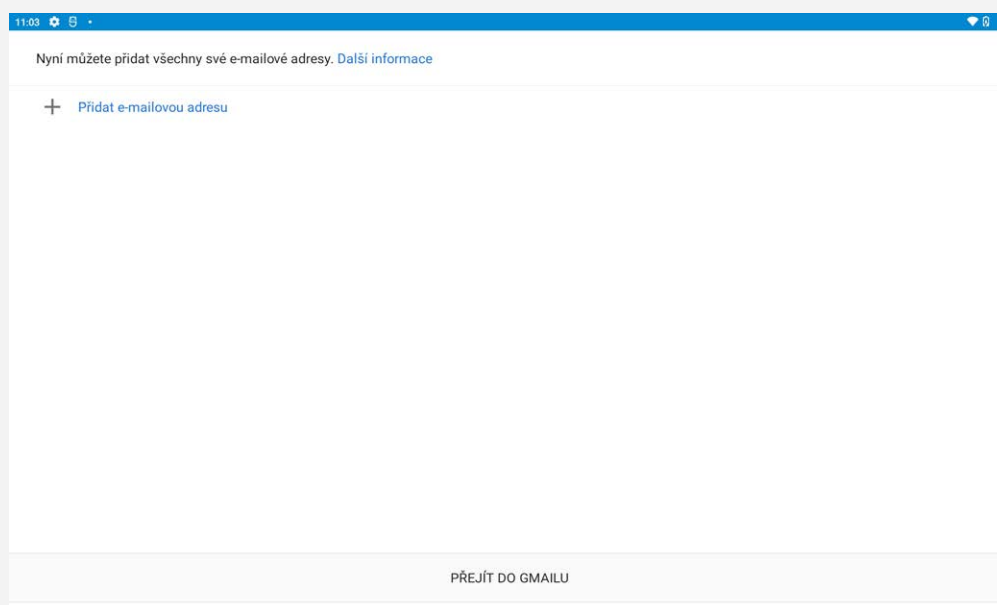 11:03
Nyní můžete přidat všechny své e-mailové adresy. Další informace
Přidat e-mailovou adresu
PŘEJÍT DO GMAILU